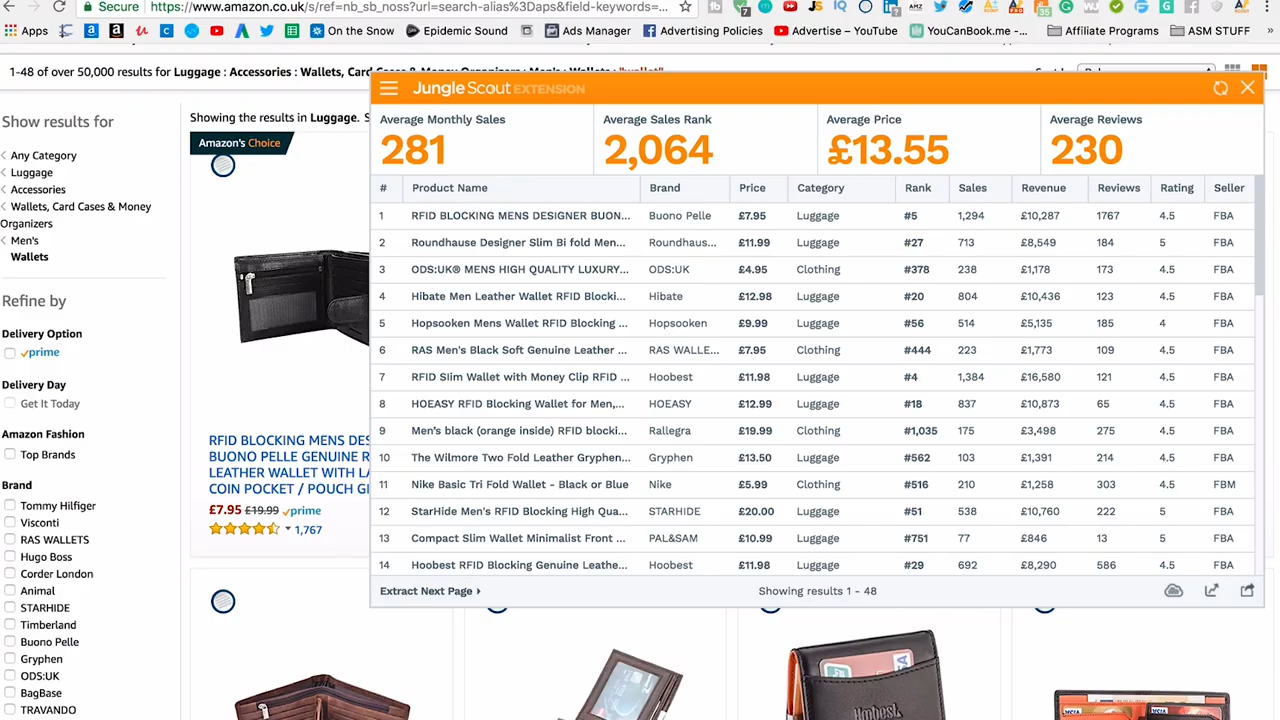 Secure https://www.amazon.co.uk/s/ref=nb_sb_noss?url=search-alias%3Daps&field-keywords=...
Apps On the Show Epidemic Sound Ads Manager Advertising Policies Advertise – YouTube YouCanBook.me - ... Affiliate Programs ASM STUFF »
1-48 of over 50,000 results for Luggage : Accessories : Wallets, Card Cases & Money Organizers : Men's : Wallets : "wallet"
Show results for
Any Category
Luggage
Accessories
Wallets, Card Cases & Money
Organizers
Men's
Wallets
Refine by
Delivery Option
prime
Delivery Day
Get It Today
Amazon Fashion
Top Brands
Brand
Tommy Hilfiger
Visconti
RAS WALLETS
Hugo Boss
Corder London
Animal
STARHIDE
Timberland
Buono Pelle
Gryphen
ODS:UK
BagBase
TRAVANDO
Showing the results in Luggage. S
Amazon's Choice
RFID BLOCKING MENS DES
BUONO PELLE GENUINE R
LEATHER WALLET WITH LA
COIN POCKET / POUCH GI
£7.95 £19.99 prime
1,767
Jungle Scout EXTENSION
Average Monthly Sales Average Sales Rank Average Price Average Reviews
281 2,064 £13.55 230
# Product Name Brand Price Category Rank Sales Revenue Reviews Rating Seller
1 RFID BLOCKING MENS DESIGNER BUON... Buono Pelle £7.95 Luggage #5 1,294 £10,287 1767 4.5 FBA
2 Roundhause Designer Slim Bi fold Men... Roundhaus... £11.99 Luggage #27 713 £8,549 184 5 FBA
3 ODS:UK® MENS HIGH QUALITY LUXURY... ODS:UK £4.95 Clothing #378 238 £1,178 173 4.5 FBA
4 Hibate Men Leather Wallet RFID Blocki... Hibate £12.98 Luggage #20 804 £10,436 123 4.5 FBA
5 Hopsooken Mens Wallet RFID Blocking ... Hopsooken £9.99 Luggage #56 514 £5,135 185 4 FBA
6 RAS Men's Black Soft Genuine Leather ... RAS WALLE... £7.95 Clothing #444 223 £1,773 109 4.5 FBA
7 RFID Slim Wallet with Money Clip RFID ... Hoobest £11.98 Luggage #4 1,384 £16,580 121 4.5 FBA
8 HOEASY RFID Blocking Wallet for Men,... HOEASY £12.99 Luggage #18 837 £10,873 65 4.5 FBA
9 Men's black (orange inside) RFID blocki... Rallegra £19.99 Clothing #1,035 175 £3,498 275 4.5 FBA
10 The Wilmore Two Fold Leather Gryphen... Gryphen £13.50 Luggage #562 103 £1,391 214 4.5 FBA
11 Nike Basic Tri Fold Wallet - Black or Blue Nike £5.99 Clothing #516 210 £1,258 303 4.5 FBM
12 StarHide Men's RFID Blocking High Qua... STARHIDE £20.00 Luggage #51 538 £10,760 222 5 FBA
13 Compact Slim Wallet Minimalist Front ... PAL&SAM £10.99 Luggage #751 77 £846 13 5 FBA
14 Hoobest RFID Blocking Genuine Leathe... Hoobest £11.98 Luggage #29 692 £8,290 586 4.5 FBA
Extract Next Page › Showing results 1 - 48
Hoobest